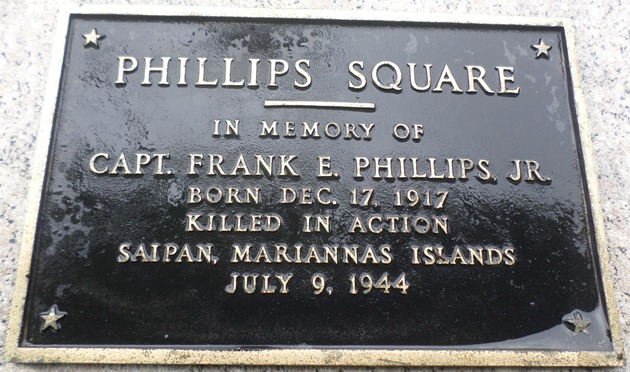 PHILLIPS SQUARE
IN MEMORY OF
CAPT. FRANK E. PHILLIPS, JR.
BORN DEC. 17, 1917
KILLED IN ACTION
SAIPAN, MARIANNAS ISLANDS
JULY 9, 1944